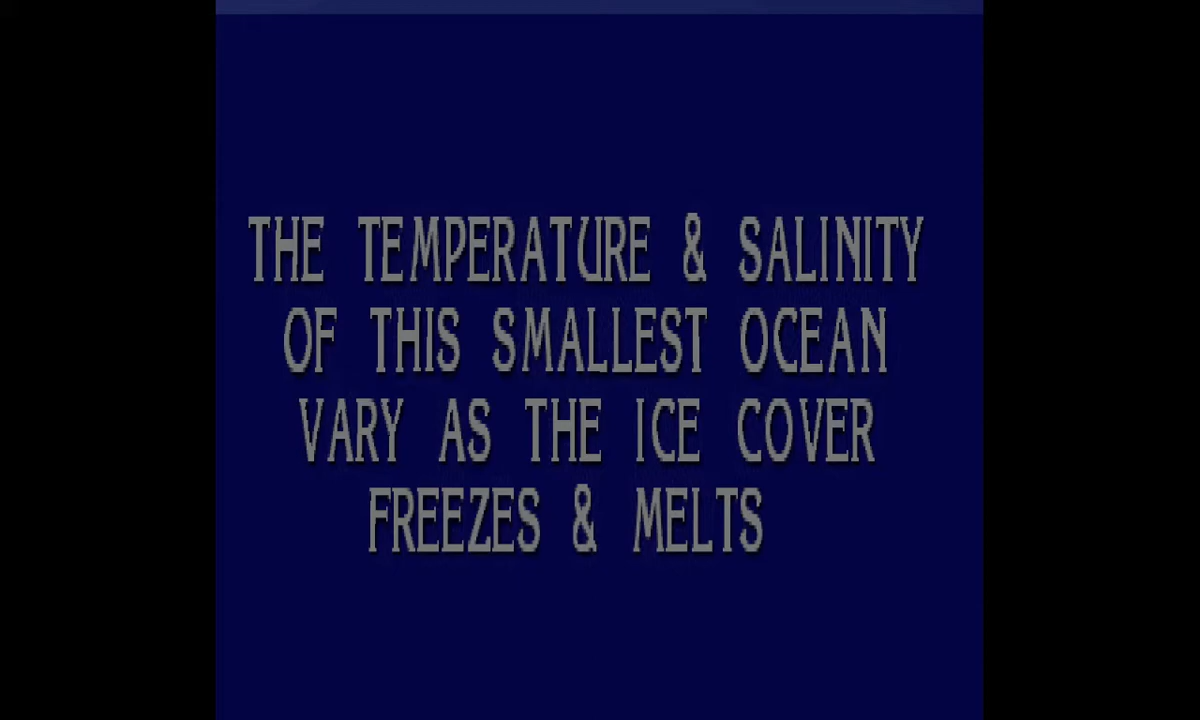 THE TEMPERATURE & SALINITY
OF THIS SMALLEST OCEAN
VARY AS THE ICE COVER
FREEZES & MELTS